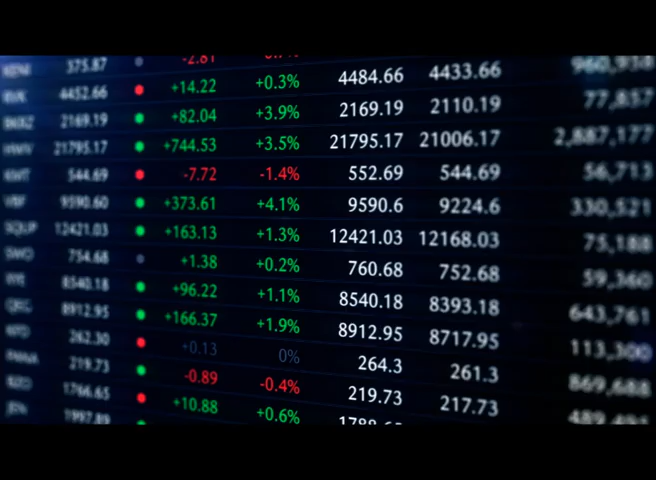 375.87
4452.66 +14.22 +0.3% 4484.66 4433.66
2169.19 +82.04 +3.9% 2169.19 2110.19 77,857
21795.17 +744.53 +3.5% 21795.17 21006.17 2,887,177
544.69 -7.72 -1.4% 552.69 544.69 56,713
9590.60 +373.61 +4.1% 9590.6 9224.6 330,521
12421.03 +163.13 +1.3% 12421.03 12168.03 75,188
754.68 +1.38 +0.2% 760.68 752.68 59,360
8540.18 +96.22 +1.1% 8540.18 8393.18 643,761
8912.95 +166.37 +1.9% 8912.95 8717.95 113,300
262.30 +0.13 0% 264.3 261.3 869,688
219.73 -0.89 -0.4% 219.73 217.73
1766.65 +10.88 +0.6%
1997.89